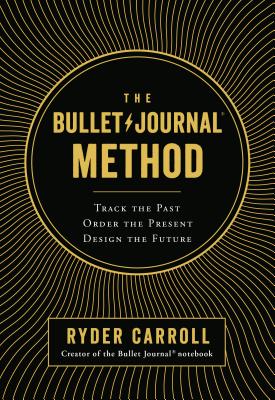 THE
BULLET⚡JOURNAL®
METHOD
TRACK THE PAST
ORDER THE PRESENT
DESIGN THE FUTURE
RYDER CARROLL
Creator of the Bullet Journal® notebook